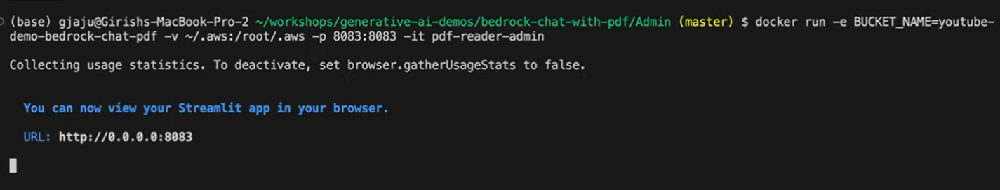 (base) gjaju@Girishs-MacBook-Pro-2 ~/workshops/generative-ai-demos/bedrock-chat-with-pdf/Admin (master) $ docker run -e BUCKET_NAME=youtube-
demo-bedrock-chat-pdf -v ~/.aws:/root/.aws -p 8083:8083 -it pdf-reader-admin
Collecting usage statistics. To deactivate, set browser.gatherUsageStats to false.
You can now view your Streamlit app in your browser.
URL: http://0.0.0.0:8083